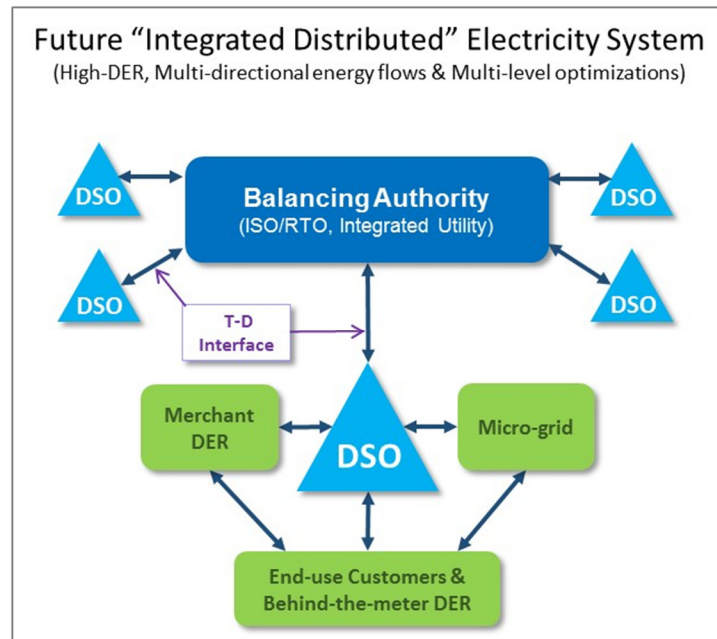 Future “Integrated Distributed” Electricity System
(High-DER, Multi-directional energy flows & Multi-level optimizations)
DSO
Balancing Authority
(ISO/RTO, Integrated Utility)
DSO
DSO
DSO
T-D
Interface
Merchant
DER
DSO
Micro-grid
End-use Customers &
Behind-the-meter DER